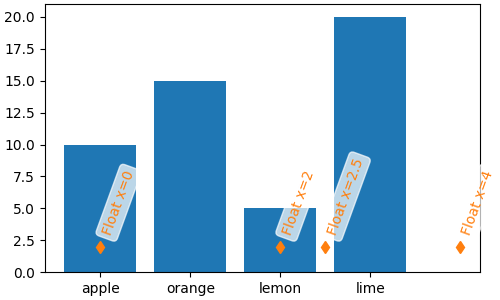 20.0
17.5
15.0
12.5
10.0
7.5
5.0
2.5
0.0
Float x=0
Float x=2
Float x=2.5
Float x=4
apple
orange
lemon
lime